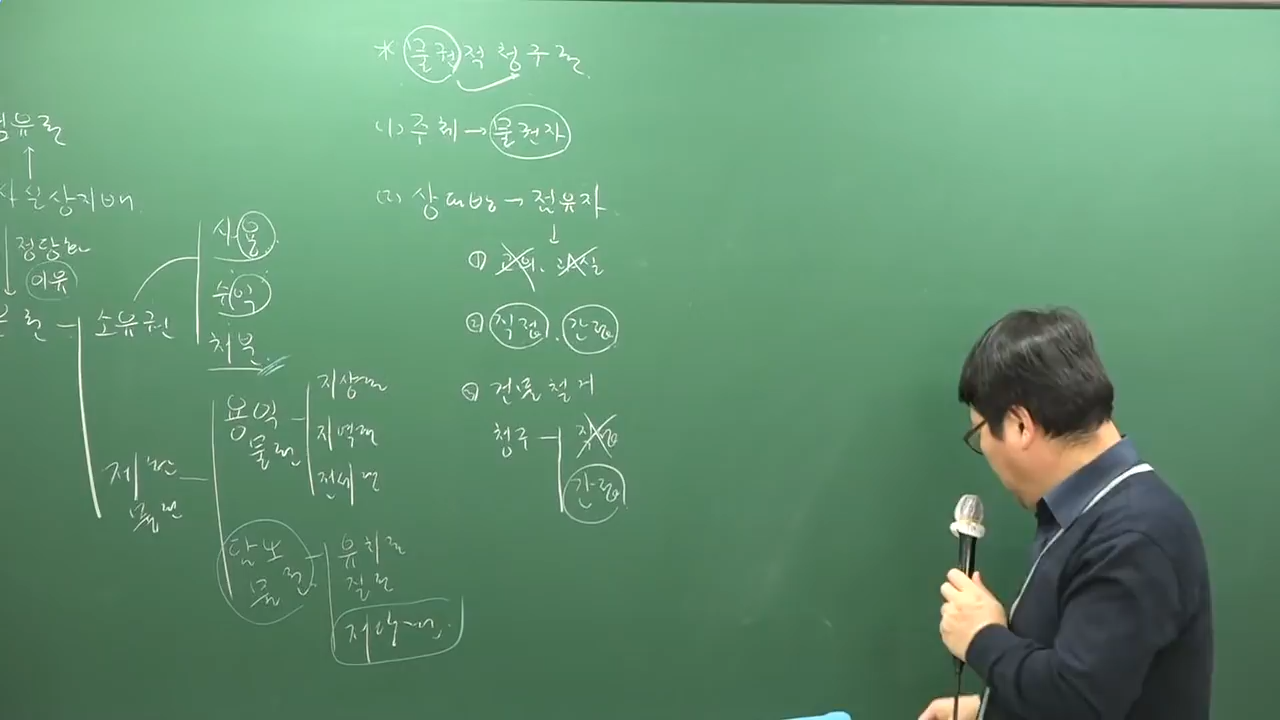 점유권
↑
사실상 지배
정당한
이유
물권 - 소유권
사용
수익
처분
제한
물권
용익
물권
지상권
지역권
전세권
담보
물권
유치권
질권
저당권
* 물권적 청구권
(1) 주체 → 물권자
(2) 상대방 → 점유자
↓
① 고의, 과실
② 직접, 간접
③ 건물철거
청구
직접
간접